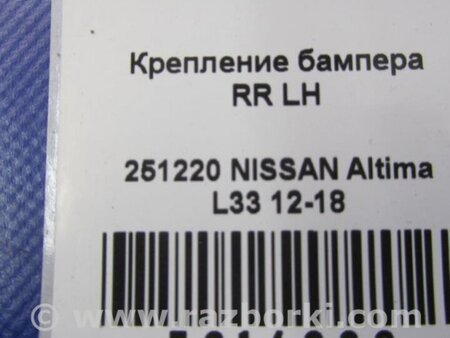 Крепление бампера
RR LH
251220 NISSAN Altima
L33 12-18
© www.razborki.com